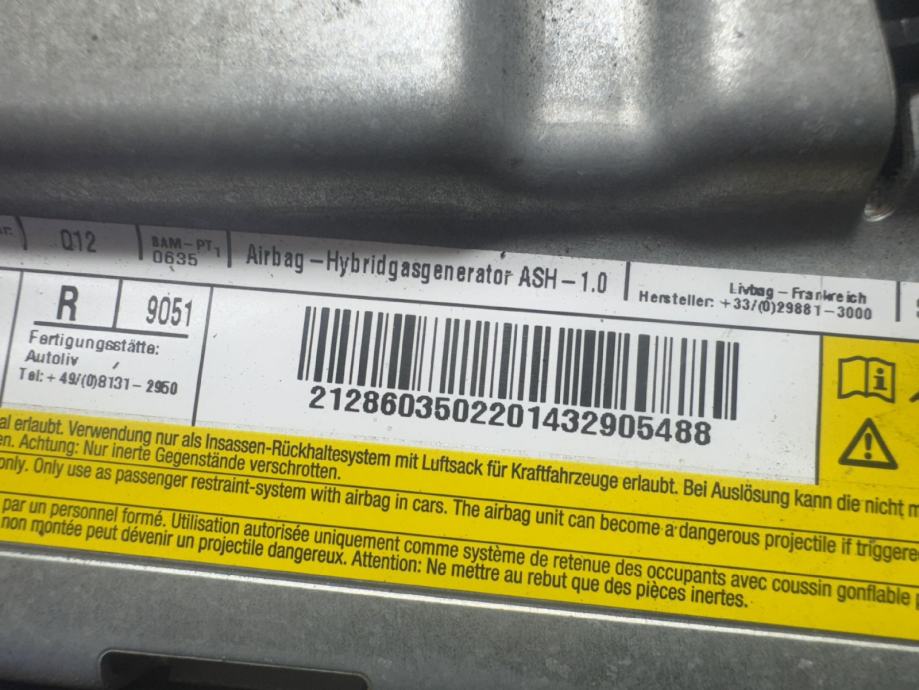 Q12
BAM-PT1
0635
Airbag-Hybridgasgenerator ASH-1.0
Livbag-Frankreich
Hersteller: +33/(0)29881-3000
R
9051
Fertigungsstätte:
Autoliv
Tel: +49/(0)8131-2950
2128603502201432905488
al erlaubt. Verwendung nur als Insassen-Rückhaltesystem mit Luftsack für Kraftfahrzeuge erlaubt. Bei Auslösung kann die nicht m
en. Achtung: Nur inerte Gegenstände verschrotten.
only. Only use as passenger restraint-system with airbag in cars. The airbag unit can become a dangerous projectile if triggered
par un personnel formé. Utilisation autorisée uniquement comme système de retenue des occupants avec coussin gonflable
non montée peut dévenir un projectile dangereux. Attention: Ne mettre au rebut que des pièces inertes.